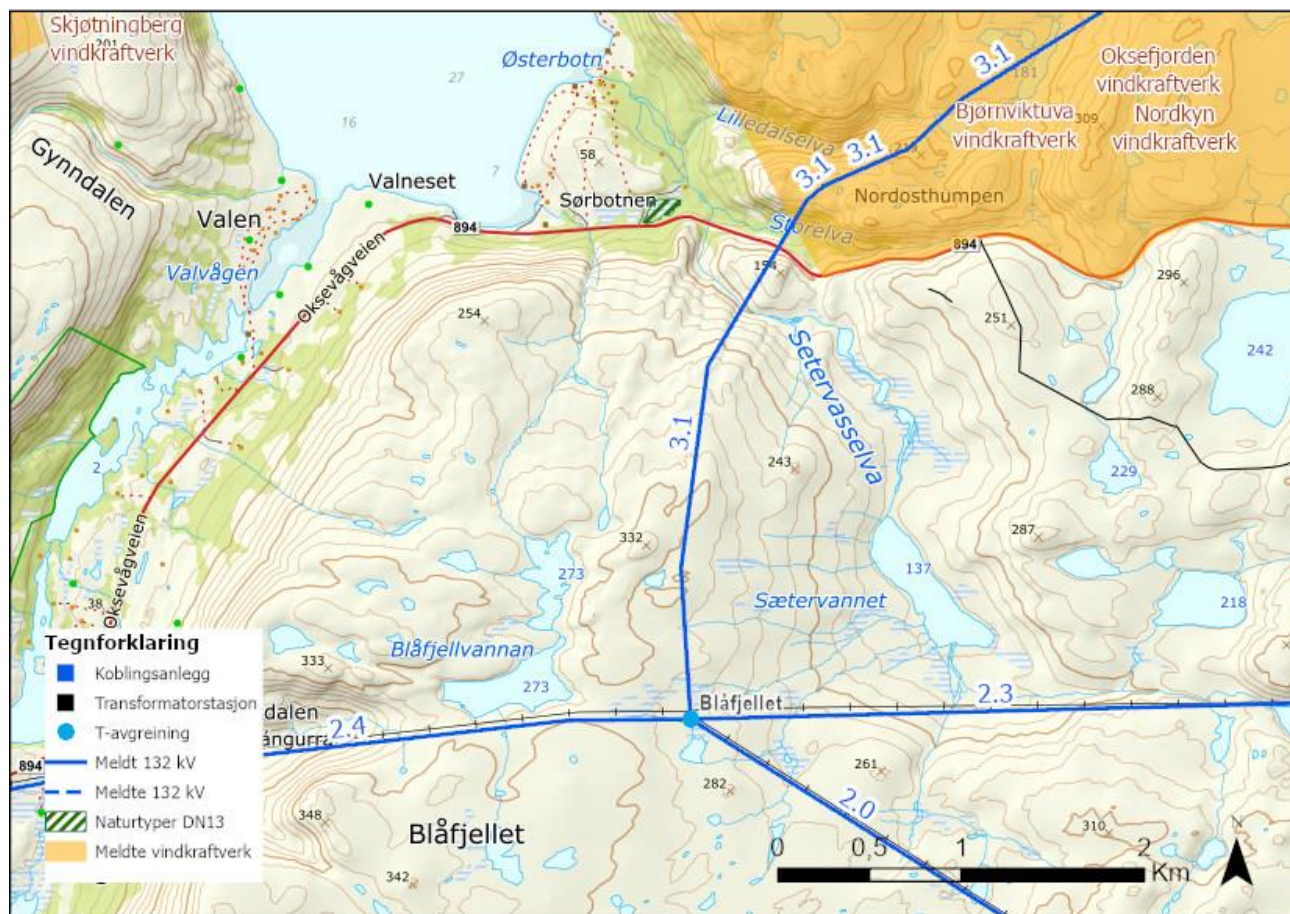 Skjøtningberg
vindkraftverk
201
Østerbotn
27
16
7
3.1
181
Oksefjorden
vindkraftverk
Bjørnviktuva
vindkraftverk
309
Nordkyn
vindkraftverk
Lilledalselva
3.1
3.1
Gynndalen
58
Valneset
Sørbotnen
Nordosthumpen
Valen
894
Storelva
894
Valvågen
Oksevågveien
154
296
254
251
242
Setervasselva
288
3.1
243
229
2
332
287
273
137
Oksevågveien
218
38
Sætervannet
Blåfjellvannan
333
273
Blåfjellet
2.3
Tegnforklaring
Koblingsanlegg
Transformatorstasjon
T-avgreining
Meldt 132 kV
Meldte 132 kV
Naturtyper DN13
Meldte vindkraftverk
dalen
2.4
894
261
282
2.0
348
Blåfjellet
310
342
0 0,5 1 2
Km
N